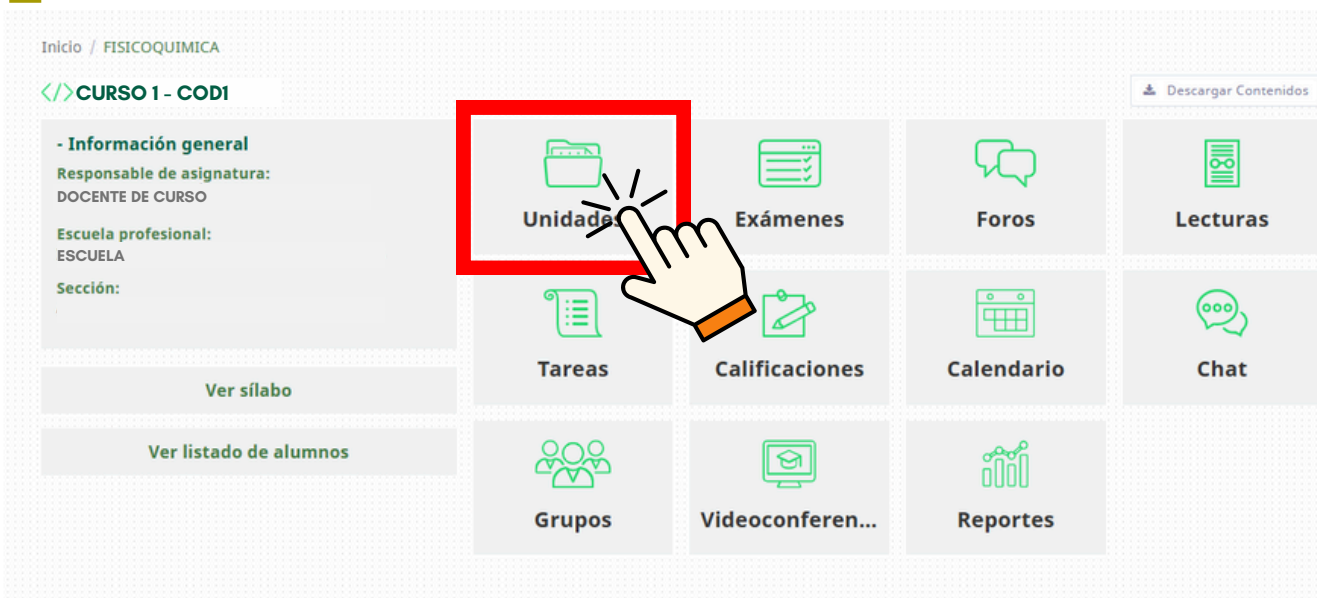 Inicio / FISICOQUIMICA
</> CURSO 1 - COD1
Descargar Contenidos
- Información general
Responsable de asignatura:
DOCENTE DE CURSO
Escuela profesional:
ESCUELA
Sección:
Ver sílabo
Ver listado de alumnos
Unidades
Exámenes
Foros
Lecturas
Tareas
Calificaciones
Calendario
Chat
Grupos
Videoconferen...
Reportes